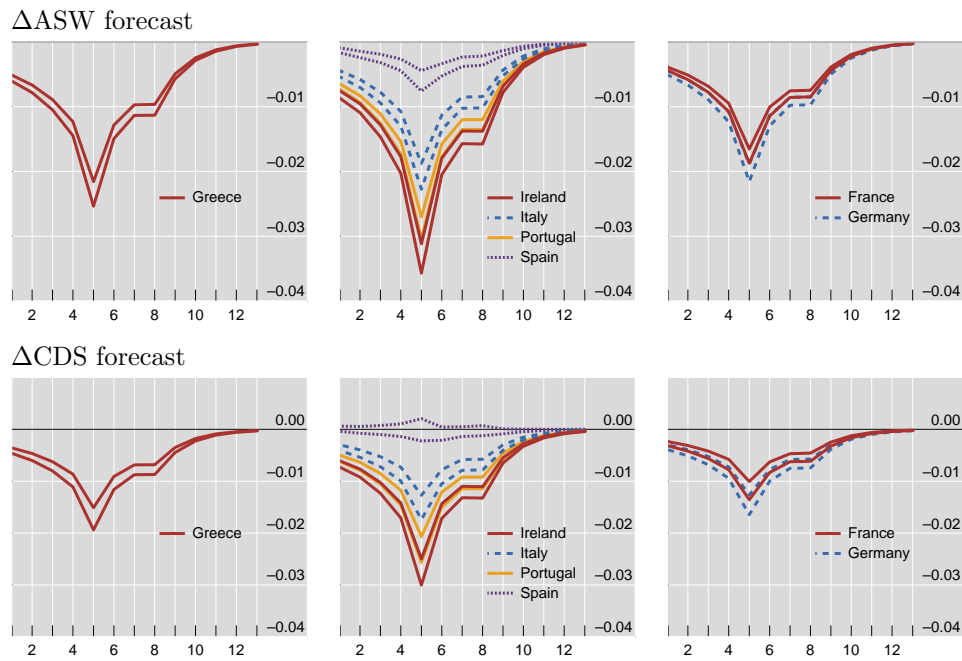 ΔASW forecast
–0.01
–0.02
–0.03
–0.04
Greece
2 4 6 8 10 12
–0.01
–0.02
–0.03
–0.04
Ireland
Italy
Portugal
Spain
2 4 6 8 10 12
–0.01
–0.02
–0.03
–0.04
France
Germany
2 4 6 8 10 12
ΔCDS forecast
0.00
–0.01
–0.02
–0.03
–0.04
Greece
2 4 6 8 10 12
0.00
–0.01
–0.02
–0.03
–0.04
Ireland
Italy
Portugal
Spain
2 4 6 8 10 12
0.00
–0.01
–0.02
–0.03
–0.04
France
Germany
2 4 6 8 10 12